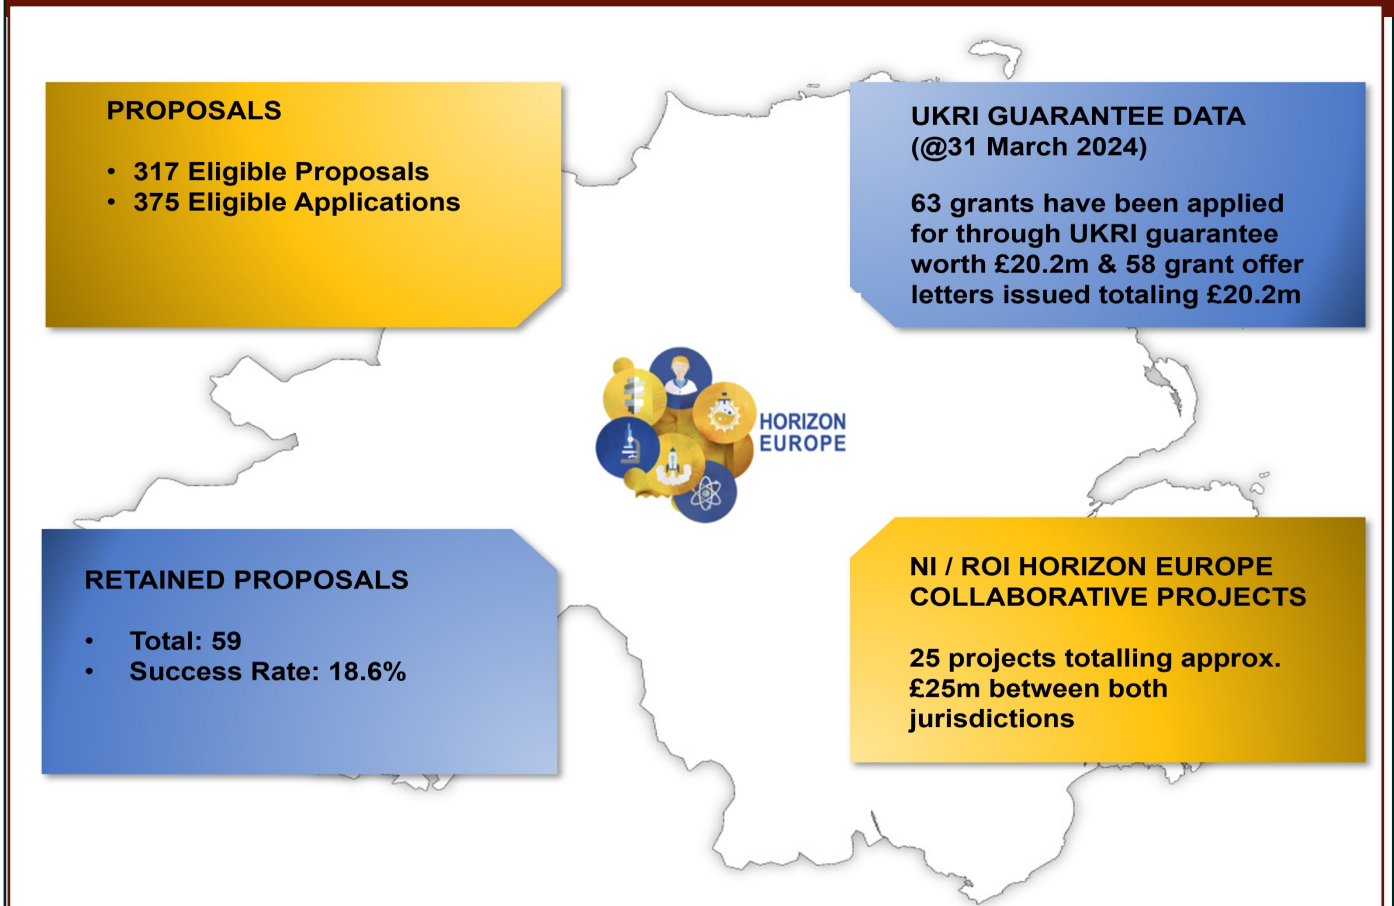 PROPOSALS
• 317 Eligible Proposals
• 375 Eligible Applications
UKRI GUARANTEE DATA
(@31 March 2024)
63 grants have been applied
for through UKRI guarantee
worth £20.2m & 58 grant offer
letters issued totaling £20.2m
HORIZON
EUROPE
RETAINED PROPOSALS
• Total: 59
• Success Rate: 18.6%
NI / ROI HORIZON EUROPE
COLLABORATIVE PROJECTS
25 projects totalling approx.
£25m between both
jurisdictions